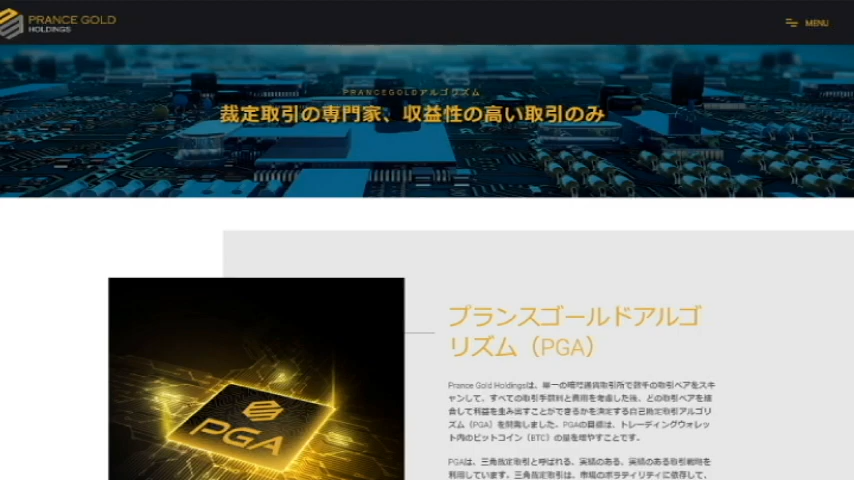 PRANCE GOLD
HOLDINGS
MENU
PRANCEGOLDアルゴリズム
裁定取引の専門家、収益性の高い取引のみ
プランスゴールドアルゴ
リズム（PGA）
PGA
Prance Gold Holdingsは、単一の暗号通貨取引所で数千の取引ペアをスキ
ャンして、すべての取引手数料と費用を考慮した後、どの取引ペアを組
合して利益を生み出すことができるかを決定する自己勘定取引アルゴリ
ズム（PGA）を開発しました。PGAの目標は、トレーディングウォレッ
ト内のビットコイン（BTC）の量を増やすことです。
PGAは、三角裁定取引と呼ばれる、実績のある、実績のある取引戦略を
利用しています。三角裁定取引は、市場のボラティリティに依存して、